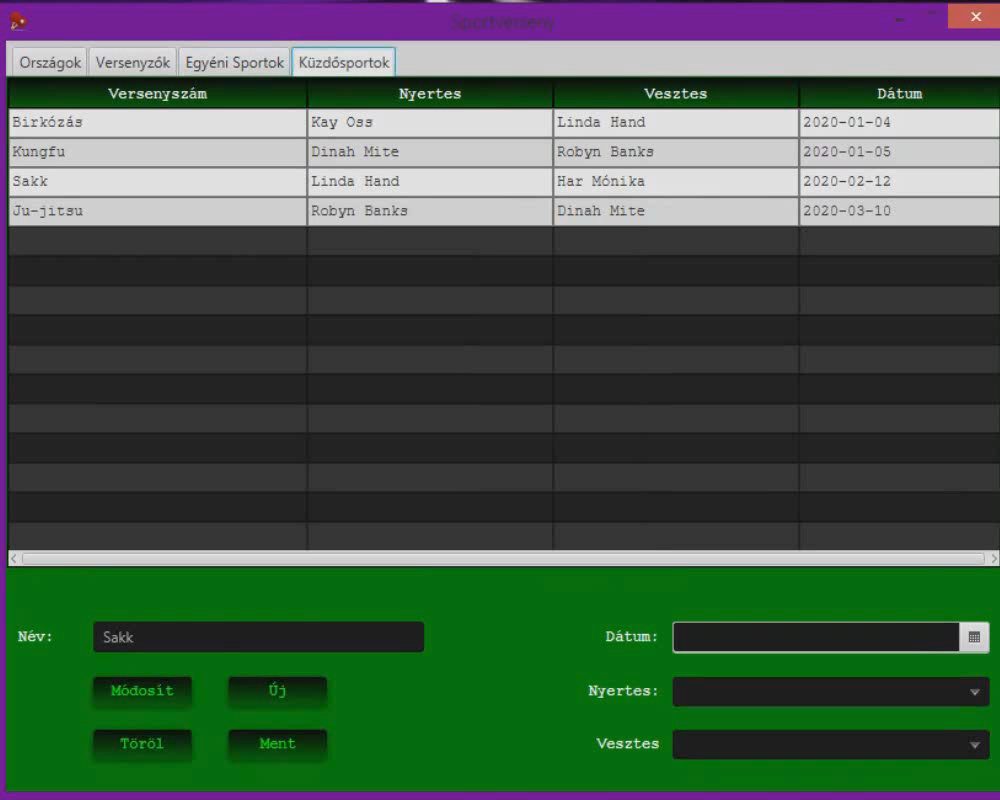 Sportverseny
Országok Versenyzők Egyéni Sportok Küzdősportok
Versenyszám Nyertes Vesztes Dátum
Birkózás Kay Oss Linda Hand 2020-01-04
Kungfu Dinah Mite Robyn Banks 2020-01-05
Sakk Linda Hand Har Mónika 2020-02-12
Ju-jitsu Robyn Banks Dinah Mite 2020-03-10
Név: Sakk Dátum:
Módosít Új Nyertes:
Töröl Ment Vesztes